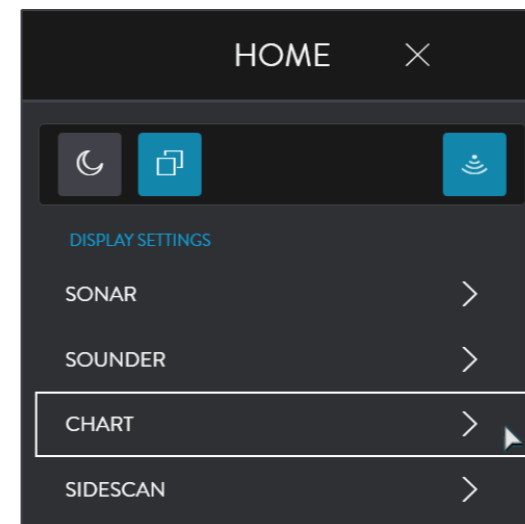 HOME
DISPLAY SETTINGS
SONAR
SOUNDER
CHART
SIDESCAN